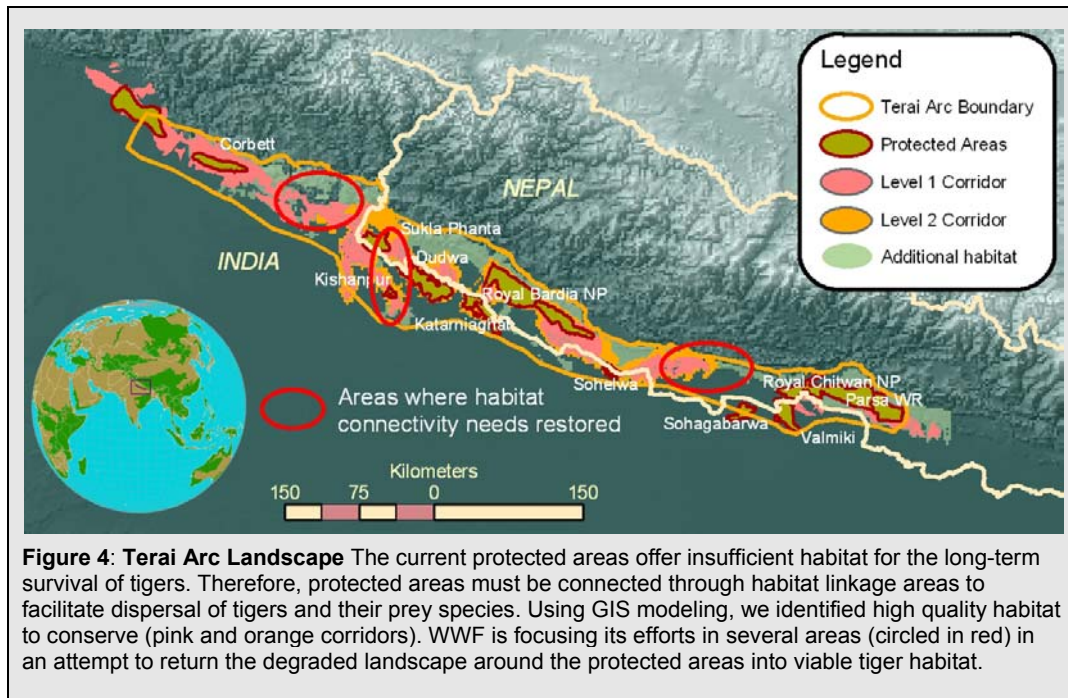 Legend
Terai Arc Boundary
Protected Areas
Level 1 Corridor
Level 2 Corridor
Additional habitat
Corbett
NEPAL
INDIA
Sukla Phanta
Dudwa
Kishanpur
Royal Bardia NP
Katarniaghat
Sohelwa
Royal Chitwan NP
Parsa WR
Sohagabarwa
Valmiki
Areas where habitat
connectivity needs restored
Kilometers
150 75 0 150
Figure 4: Terai Arc Landscape The current protected areas offer insufficient habitat for the long-term
survival of tigers. Therefore, protected areas must be connected through habitat linkage areas to
facilitate dispersal of tigers and their prey species. Using GIS modeling, we identified high quality habitat
to conserve (pink and orange corridors). WWF is focusing its efforts in several areas (circled in red) in
an attempt to return the degraded landscape around the protected areas into viable tiger habitat.